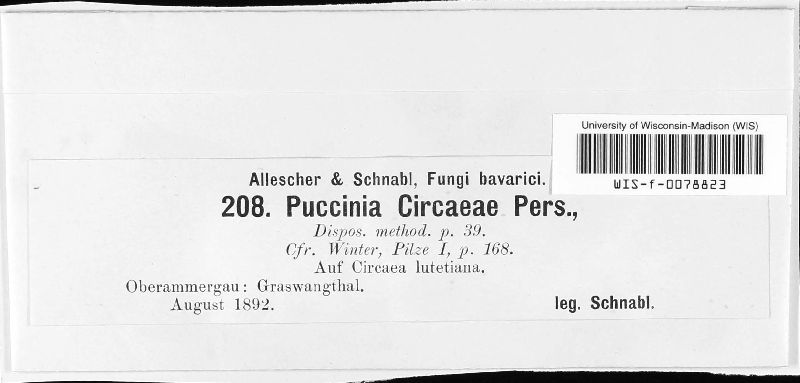 University of Wisconsin-Madison (WIS)
WIS-f-0078823
Allescher & Schnabl, Fungi bavarici.
208. Puccinia Circaeae Pers.,
Dispos. method. p. 39.
Cfr. Winter, Pilze I, p. 168.
Auf Circaea lutetiana.
Oberammergau: Graswangthal.
August 1892.
leg. Schnabl.